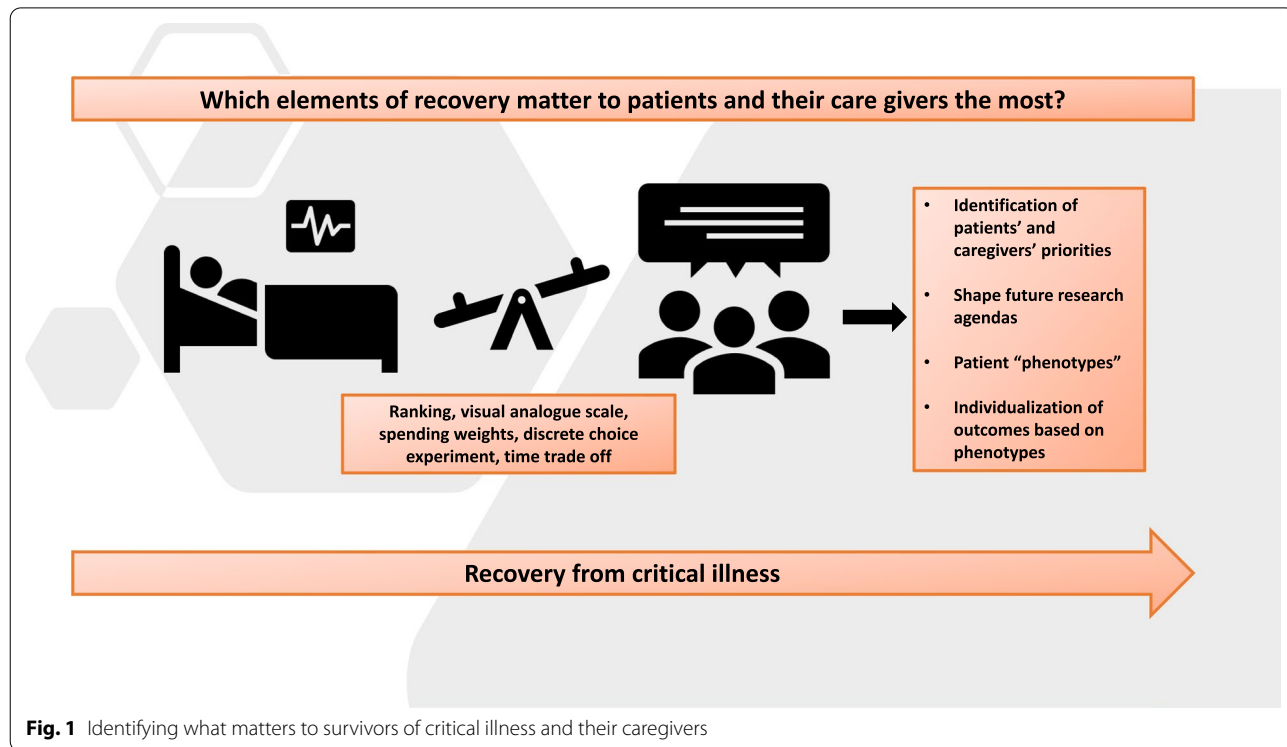 Which elements of recovery matter to patients and their care givers the most?
Ranking, visual analogue scale,
spending weights, discrete choice
experiment, time trade off
• Identification of
patients’ and
caregivers’ priorities
• Shape future research
agendas
• Patient “phenotypes”
• Individualization of
outcomes based on
phenotypes
Recovery from critical illness
Fig. 1 Identifying what matters to survivors of critical illness and their caregivers